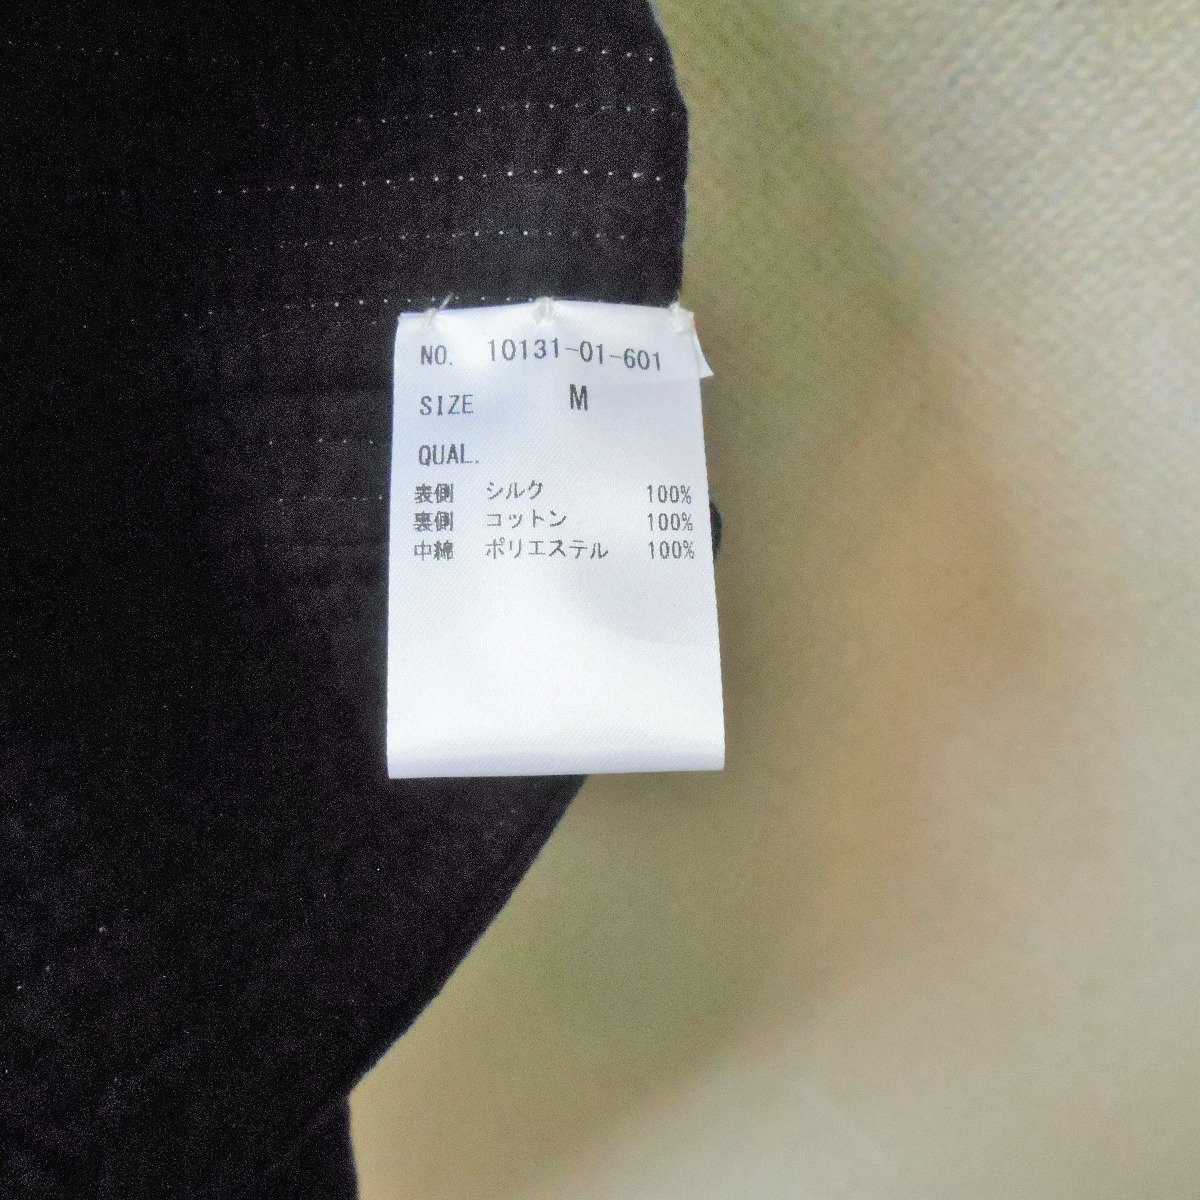 NO. 10131-01-601
SIZE M
QUAL.
表側 シルク 100%
裏側 コットン 100%
中綿 ポリエステル 100%